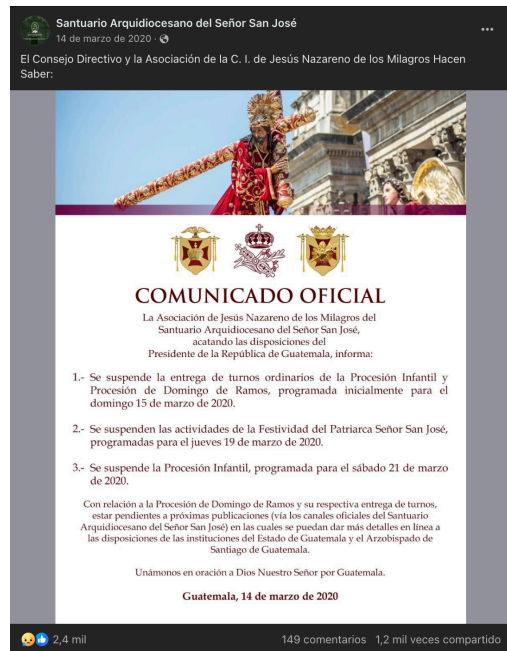 Santuario Arquidiocesano del Señor San José
14 de marzo de 2020 ·
El Consejo Directivo y la Asociación de la C. I. de Jesús Nazareno de los Milagros Hacen
Saber:
COMUNICADO OFICIAL
La Asociación de Jesús Nazareno de los Milagros del
Santuario Arquidiocesano del Señor San José,
acatando las disposiciones del
Presidente de la República de Guatemala, informa:
1.- Se suspende la entrega de turnos ordinarios de la Procesión Infantil y
Procesión de Domingo de Ramos, programada inicialmente para el
domingo 15 de marzo de 2020.
2.- Se suspenden las actividades de la Festividad del Patriarca Señor San José,
programadas para el jueves 19 de marzo de 2020.
3.- Se suspende la Procesión Infantil, programada para el sábado 21 de marzo
de 2020.
Con relación a la Procesión de Domingo de Ramos y su respectiva entrega de turnos,
estar pendientes a próximas publicaciones (vía los canales oficiales del Santuario
Arquidiocesano del Señor San José) en las cuales se puedan dar más detalles en línea a
las disposiciones de las instituciones del Estado de Guatemala y el Arzobispado de
Santiago de Guatemala.
Unámonos en oración a Dios Nuestro Señor por Guatemala.
Guatemala, 14 de marzo de 2020
2,4 mil
149 comentarios 1,2 mil veces compartido